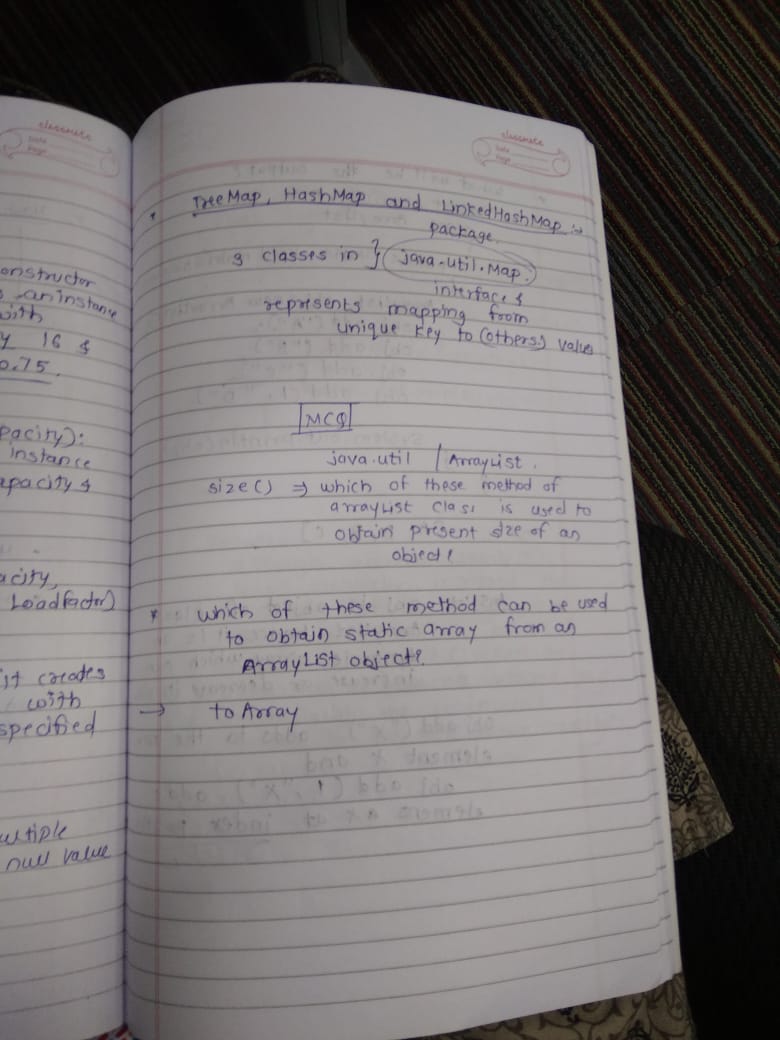 classmate
Date
Page
onstructor
s an instance
with
y 16 &
0.75.
pacity):
instance
apacity &
acity,
Loadfactor)
ist creates
with
specified
ultiple
null value
classmate
Date
Page
* TreeMap, HashMap and LinkedHashMap :-
package.
3 classes in } java.util.Map.
interface &
represents mapping from
unique key to (others) value
MCQ
java.util / ArrayList.
size() => which of these method of
arrayList class is used to
obtain present size of an
object?
* which of these method can be used
to obtain static array from an
ArrayList object?
→ to Array